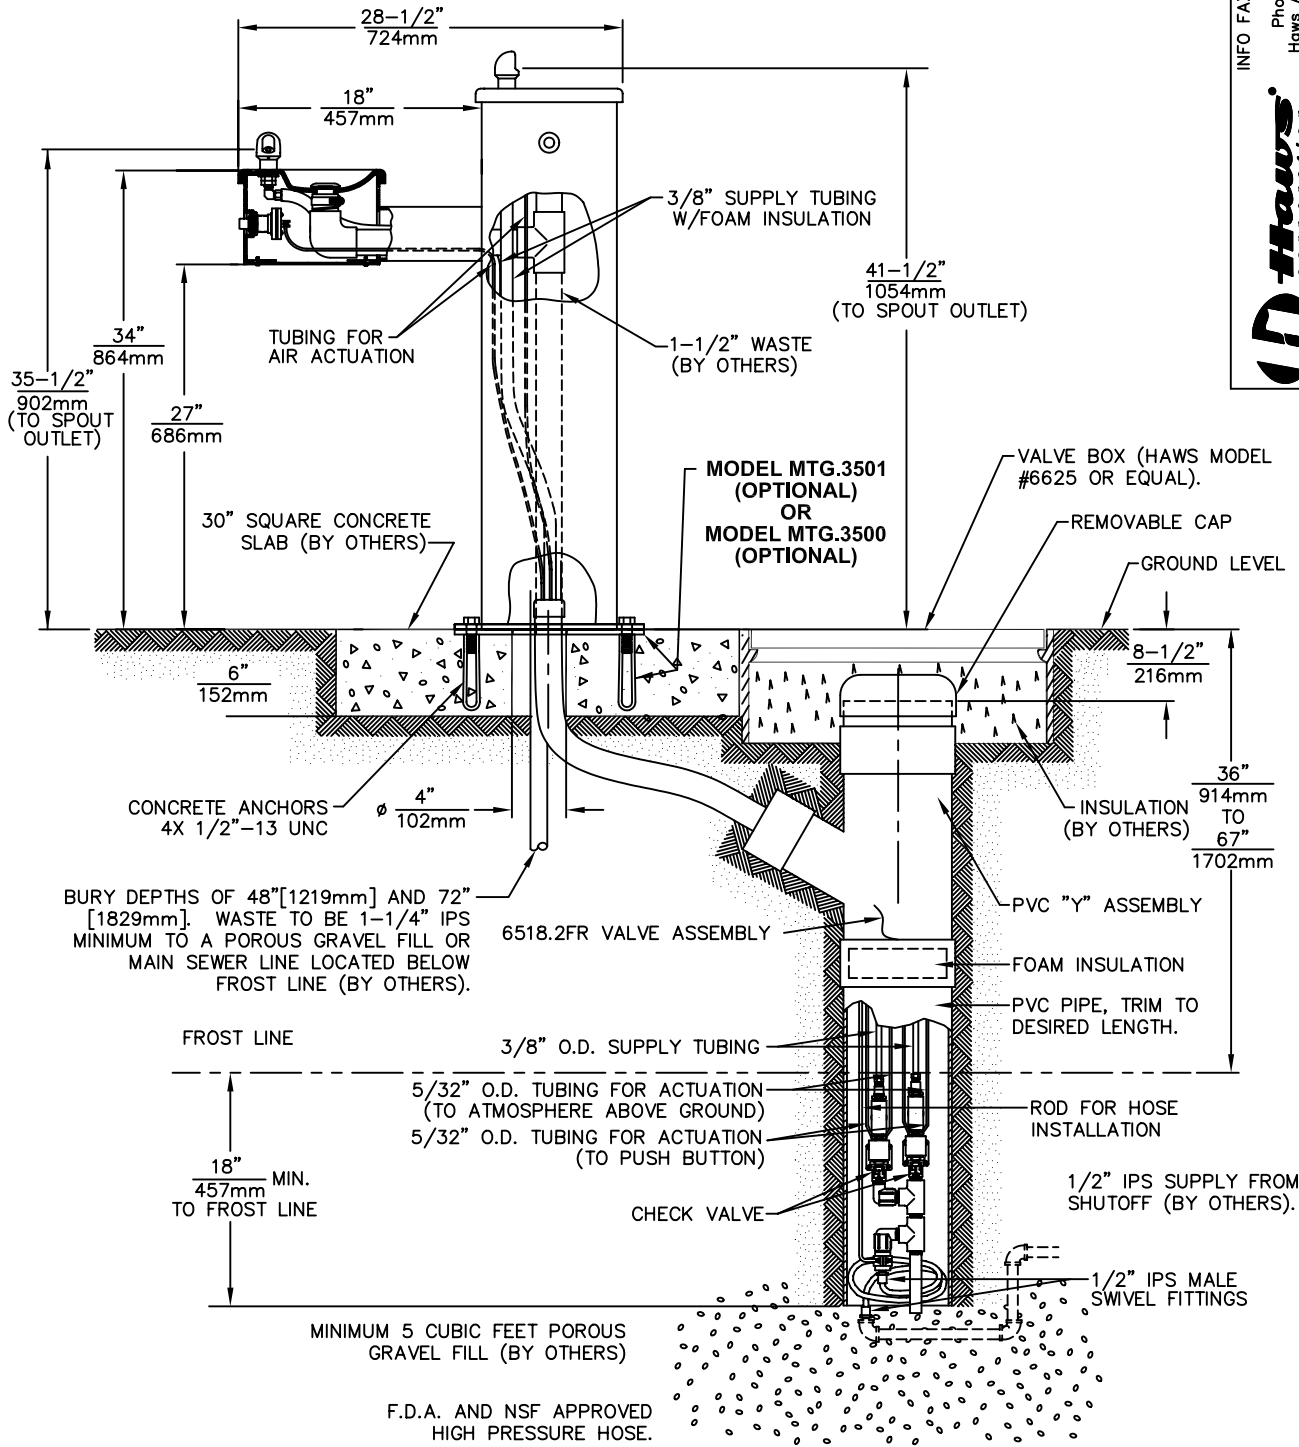 28-1/2"
724mm
18"
457mm
INFO FAX
Haws
3/8" SUPPLY TUBING
W/FOAM INSULATION
41-1/2"
1054mm
(TO SPOUT OUTLET)
TUBING FOR
AIR ACTUATION
1-1/2" WASTE
(BY OTHERS)
34"
864mm
35-1/2"
902mm
(TO SPOUT
OUTLET)
27"
686mm
MODEL MTG.3501
(OPTIONAL)
OR
MODEL MTG.3500
(OPTIONAL)
VALVE BOX (HAWS MODEL
#6625 OR EQUAL).
30" SQUARE CONCRETE
SLAB (BY OTHERS)
REMOVABLE CAP
GROUND LEVEL
6"
152mm
8-1/2"
216mm
CONCRETE ANCHORS
4X 1/2"-13 UNC
ø 4"
102mm
INSULATION
(BY OTHERS)
36"
914mm
TO
67"
1702mm
BURY DEPTHS OF 48"[1219mm] AND 72"
[1829mm]. WASTE TO BE 1-1/4" IPS
MINIMUM TO A POROUS GRAVEL FILL OR
MAIN SEWER LINE LOCATED BELOW
FROST LINE (BY OTHERS).
6518.2FR VALVE ASSEMBLY
PVC "Y" ASSEMBLY
FOAM INSULATION
PVC PIPE, TRIM TO
DESIRED LENGTH.
FROST LINE
3/8" O.D. SUPPLY TUBING
5/32" O.D. TUBING FOR ACTUATION
(TO ATMOSPHERE ABOVE GROUND)
5/32" O.D. TUBING FOR ACTUATION
(TO PUSH BUTTON)
ROD FOR HOSE
INSTALLATION
18"
457mm MIN.
TO FROST LINE
CHECK VALVE
1/2" IPS SUPPLY FROM
SHUTOFF (BY OTHERS).
1/2" IPS MALE
SWIVEL FITTINGS
MINIMUM 5 CUBIC FEET POROUS
GRAVEL FILL (BY OTHERS)
F.D.A. AND NSF APPROVED
HIGH PRESSURE HOSE.